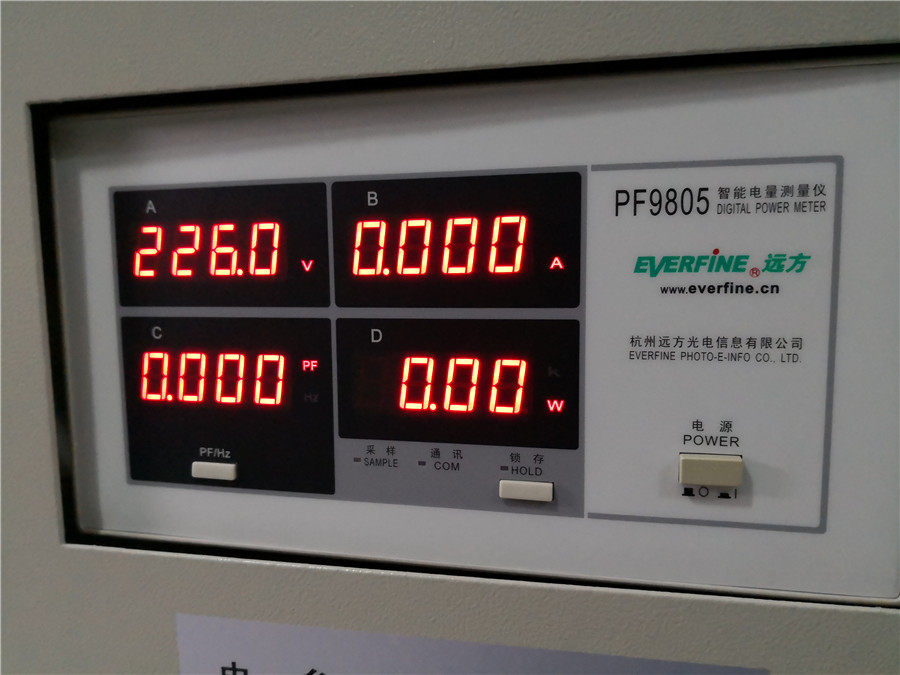 A
226.0 V
B
0.000 A
C
0.000 PF
Hz
PF/Hz
D
0.00 W
k
采样
SAMPLE
通讯
COM
锁存
HOLD
PF9805 智能电量测量仪
DIGITAL POWER METER
EVERFINE® 远方
www.everfine.cn
杭州远方光电信息有限公司
EVERFINE PHOTO-E-INFO CO., LTD.
电源
POWER
O I